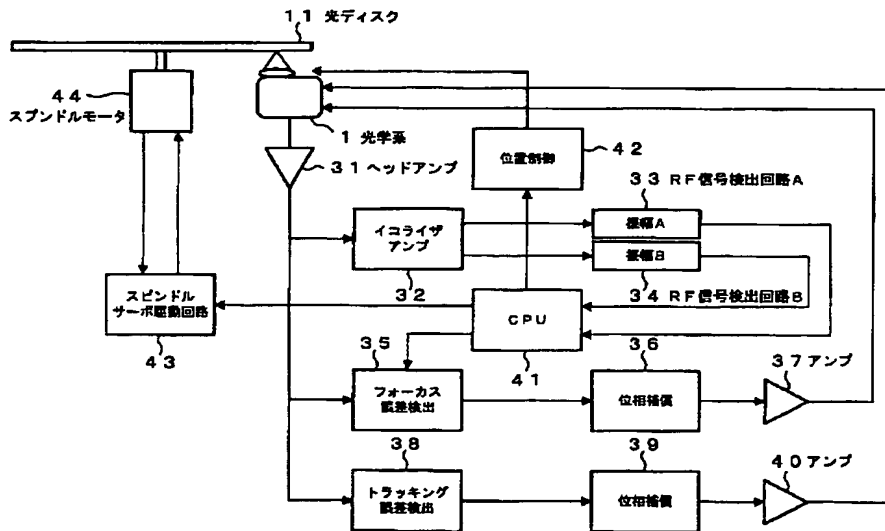 11 光ディスク
44
スプンドルモータ
1 光学系
31 ヘッドアンプ
位置制御
42
33 RF信号検出回路A
イコライザ
アンプ
振幅A
振幅B
32
34 RF信号検出回路B
スピンドル
サーボ駆動回路
43
CPU
41
35
36
37 アンプ
フォーカス
誤差検出
位相補償
38
39
40 アンプ
トラッキング
誤差検出
位相補償